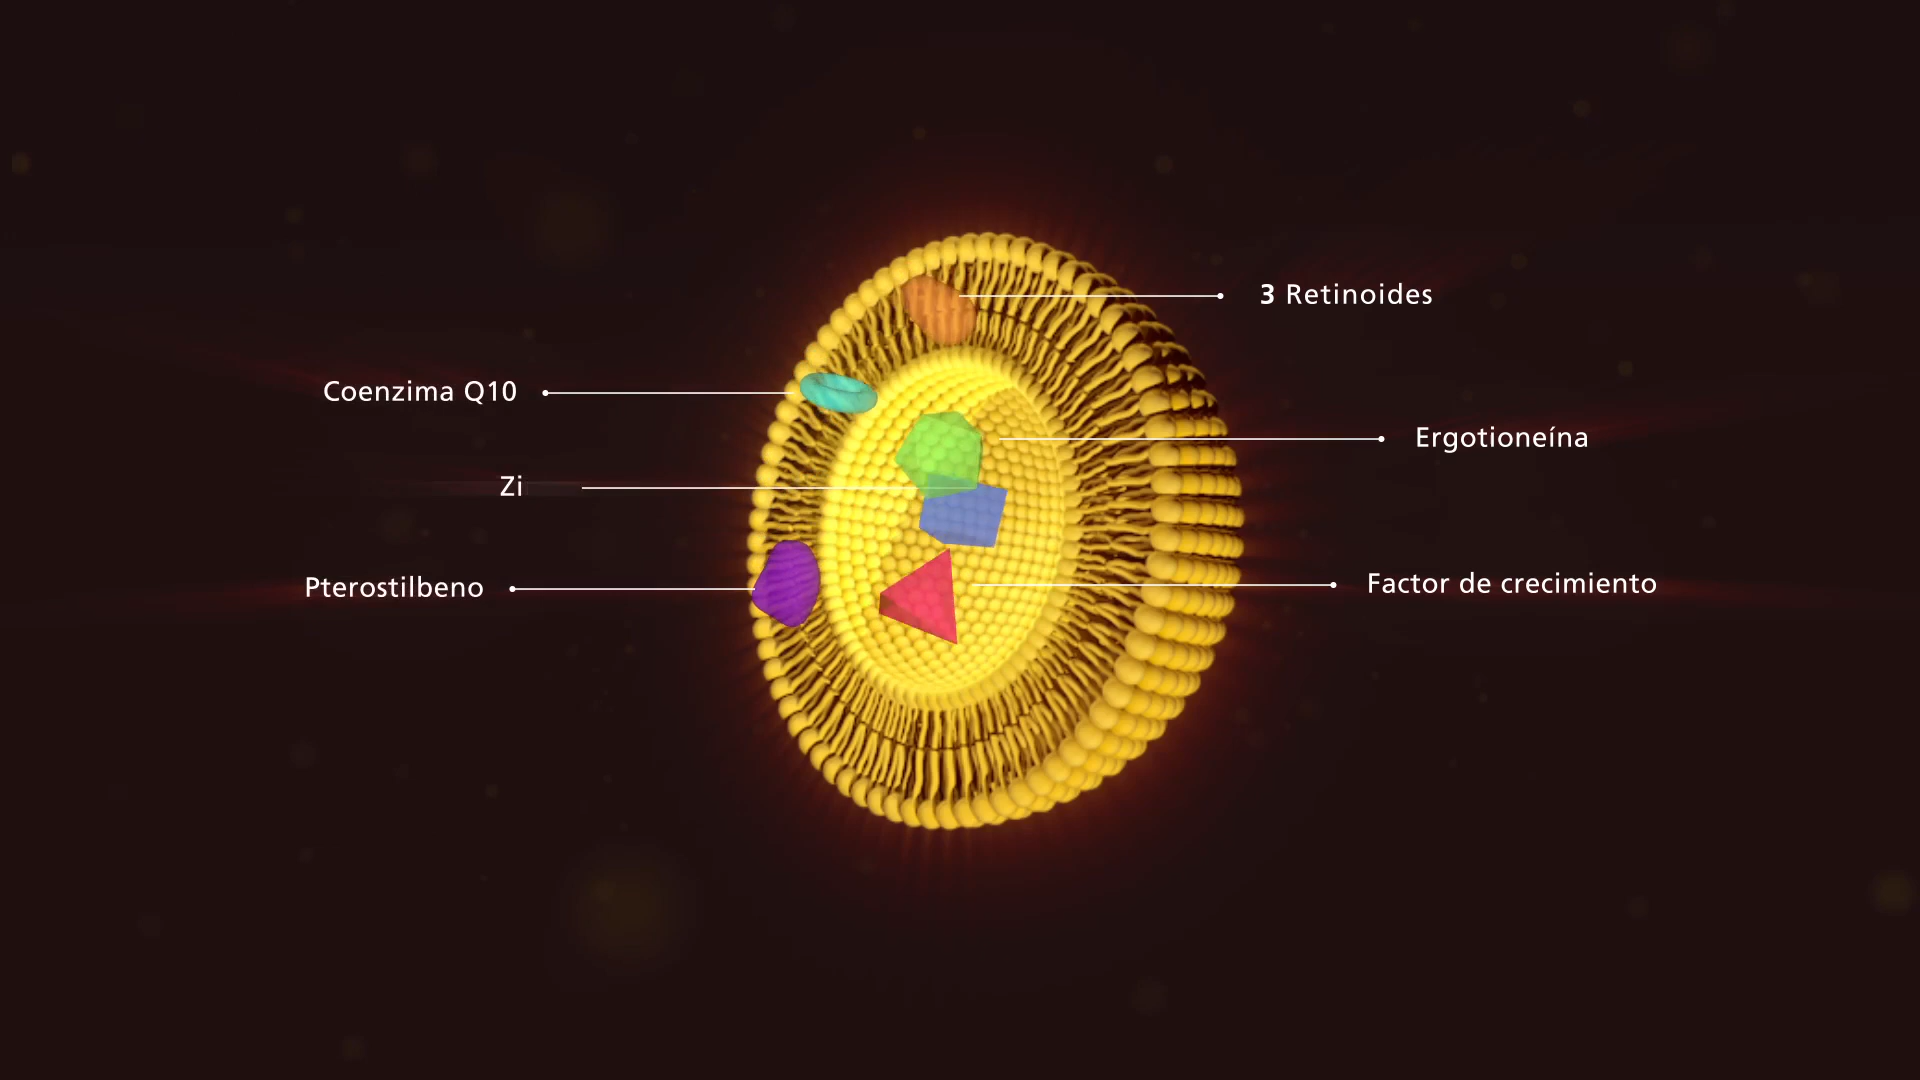 3 Retinoides
Coenzima Q10
Ergotioneína
Zi
Pterostilbeno
Factor de crecimiento